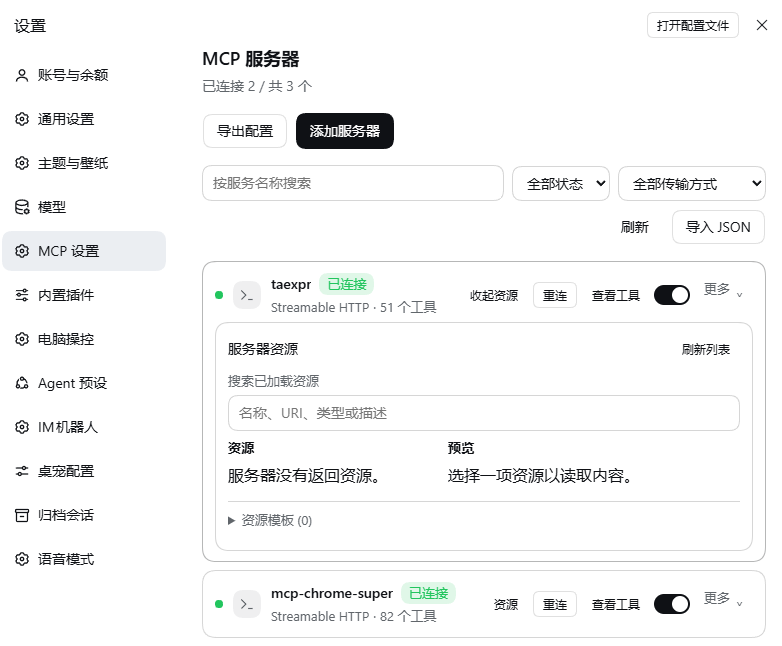 设置
打开配置文件
账号与余额
通用设置
主题与壁纸
模型
MCP 设置
内置插件
电脑操控
Agent 预设
IM机器人
桌宠配置
归档会话
语音模式
MCP 服务器
已连接 2 / 共 3 个
导出配置
添加服务器
按服务名称搜索
全部状态
全部传输方式
刷新
导入 JSON
taexpr 已连接
Streamable HTTP · 51 个工具
收起资源
重连
查看工具
更多
服务器资源
刷新列表
搜索已加载资源
名称、URI、类型或描述
资源
预览
服务器没有返回资源。
选择一项资源以读取内容。
资源模板 (0)
mcp-chrome-super 已连接
Streamable HTTP · 82 个工具
资源
重连
查看工具
更多